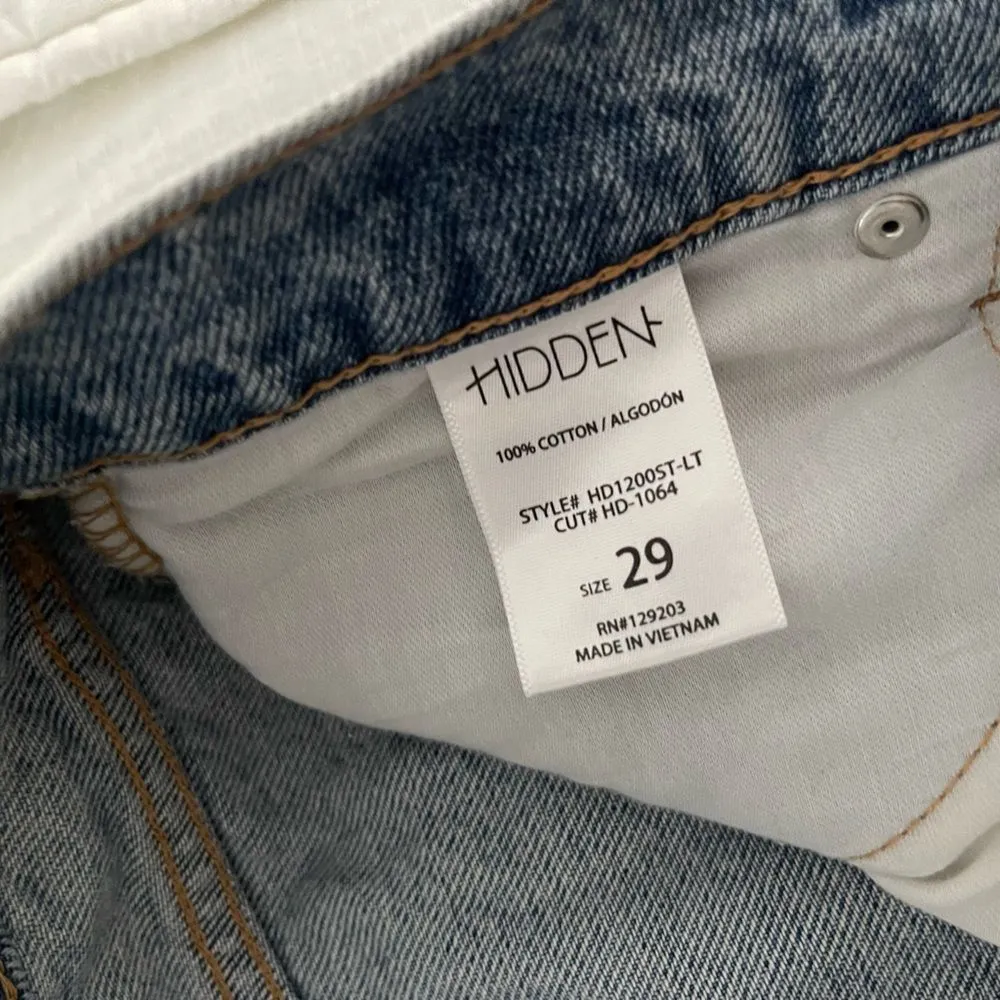 HIDDEN
100% COTTON / ALGODÓN
STYLE# HD1200ST-LT
CUT# HD-1064
SIZE 29
RN#129203
MADE IN VIETNAM